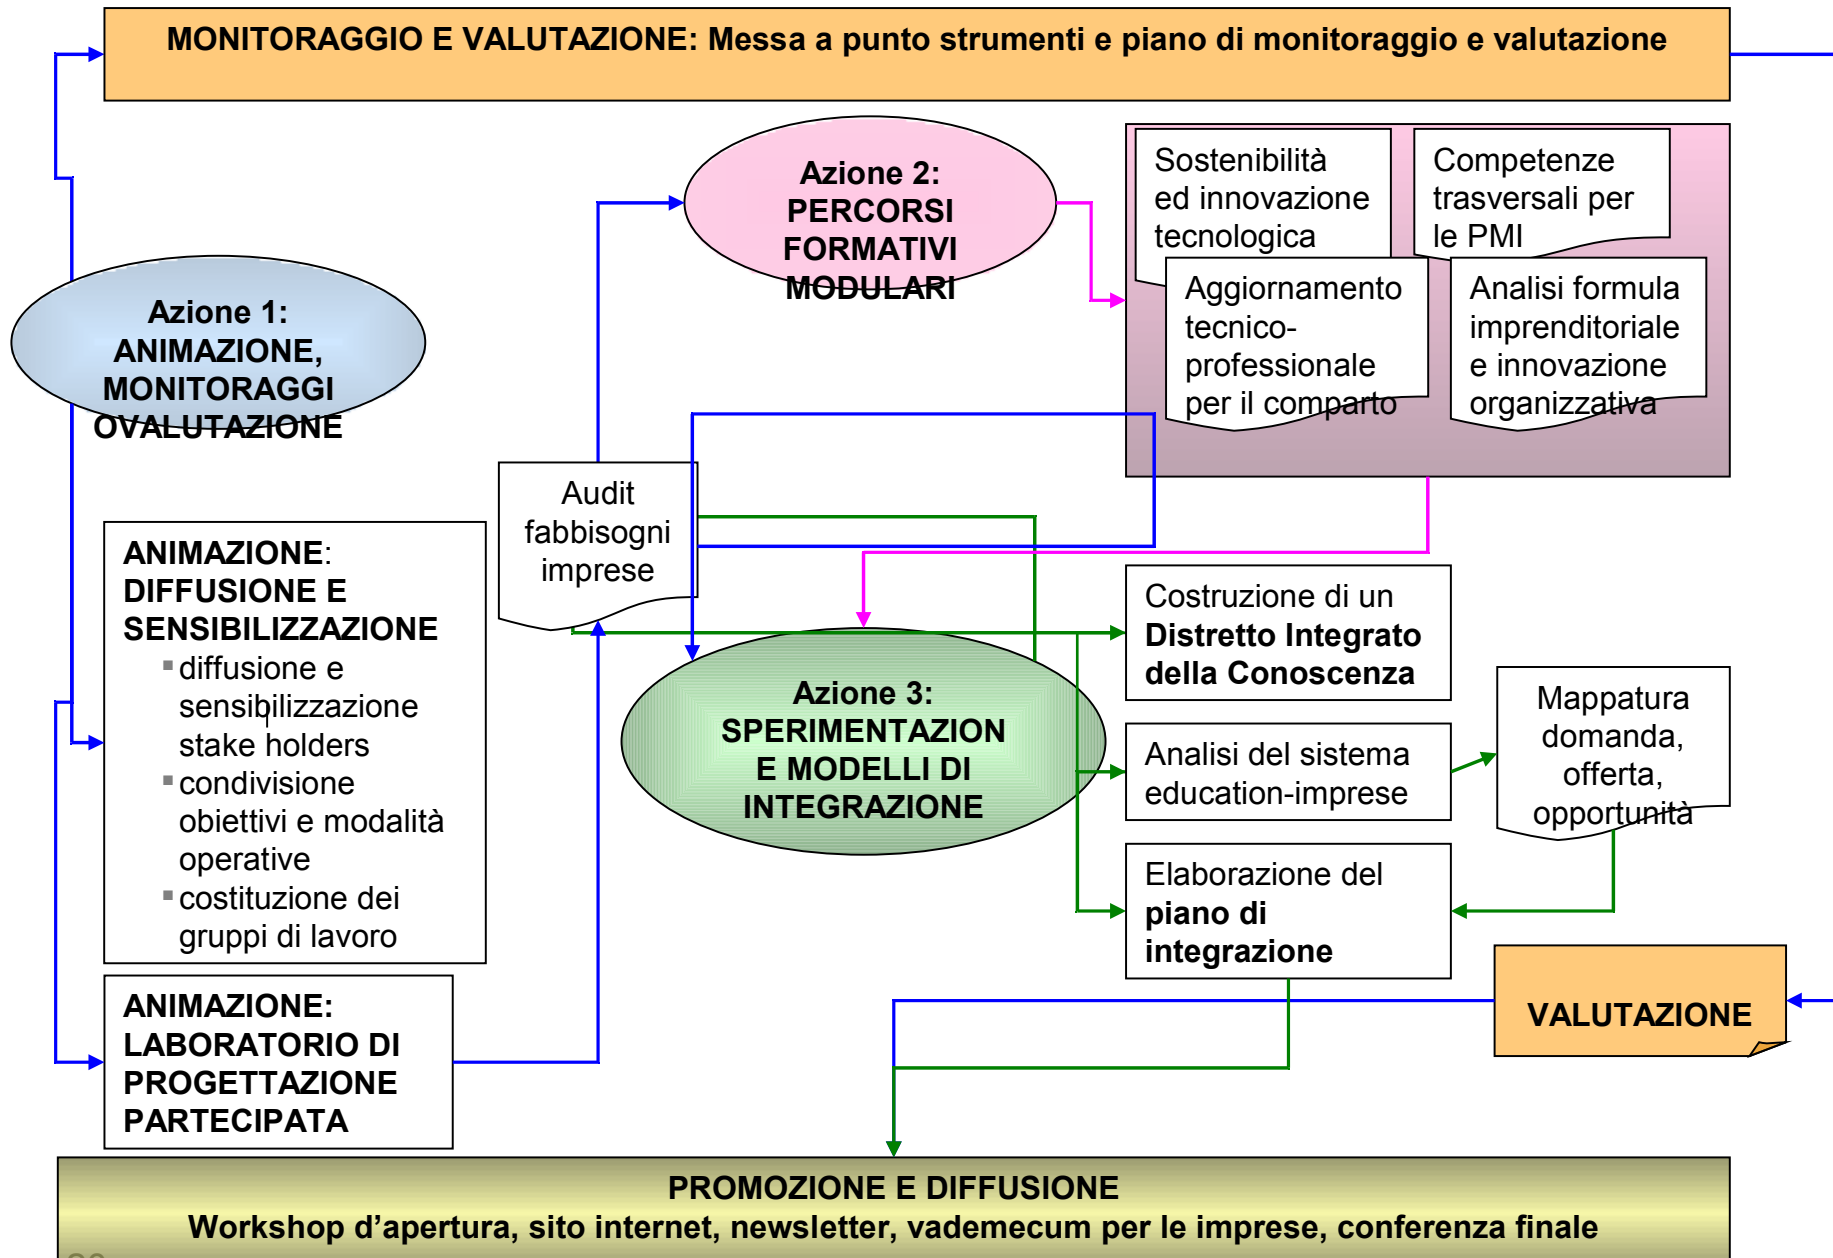 MONITORAGGIO E VALUTAZIONE: Messa a punto strumenti e piano di monitoraggio e valutazione
Azione 1:
ANIMAZIONE,
MONITORAGGI
OVALUTAZIONE
Azione 2:
PERCORSI
FORMATIVI
MODULARI
Sostenibilità
ed innovazione
tecnologica
Competenze
trasversali per
le PMI
Aggiornamento
tecnico-
professionale
per il comparto
Analisi formula
imprenditoriale
e innovazione
organizzativa
Audit
fabbisogni
imprese
ANIMAZIONE:
DIFFUSIONE E
SENSIBILIZZAZIONE
▪diffusione e
sensibilizzazione
stake holders
▪condivisione
obiettivi e modalità
operative
▪costituzione dei
gruppi di lavoro
ANIMAZIONE:
LABORATORIO DI
PROGETTAZIONE
PARTECIPATA
Azione 3:
SPERIMENTAZION
E MODELLI DI
INTEGRAZIONE
Costruzione di un
Distretto Integrato
della Conoscenza
Analisi del sistema
education-imprese
Mappatura
domanda,
offerta,
opportunità
Elaborazione del
piano di
integrazione
VALUTAZIONE
PROMOZIONE E DIFFUSIONE
Workshop d’apertura, sito internet, newsletter, vademecum per le imprese, conferenza finale